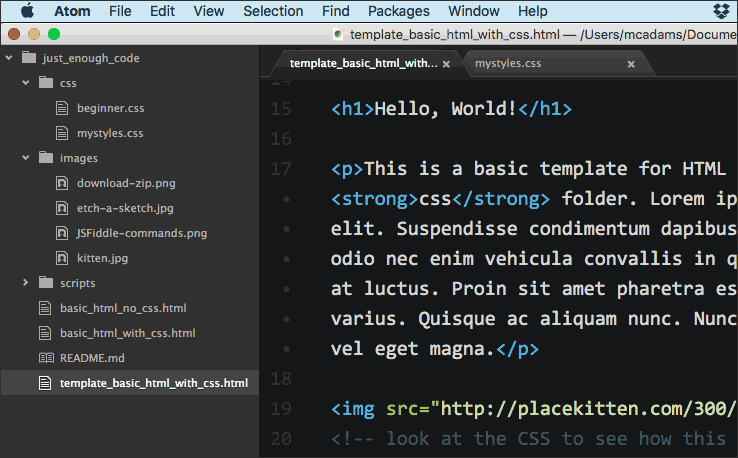 Atom File Edit View Selection Find Packages Window Help
template_basic_html_with_css.html — /Users/mcadams/Docume
just_enough_code
css
beginner.css
mystyles.css
images
download-zip.png
etch-a-sketch.jpg
JSFiddle-commands.png
kitten.jpg
scripts
basic_html_no_css.html
basic_html_with_css.html
README.md
template_basic_html_with_css.html
template_basic_html_with... × mystyles.css ×
14
15 <h1>Hello, World!</h1>
16
17 <p>This is a basic template for HTML
<strong>css</strong> folder. Lorem ip
elit. Suspendisse condimentum dapibus
odio nec enim vehicula convallis in q
at luctus. Proin sit amet pharetra es
varius. Quisque ac aliquam nunc. Nunc
vel eget magna.</p>
18
19 <img src="http://placekitten.com/300/
20 <!-- look at the CSS to see how this